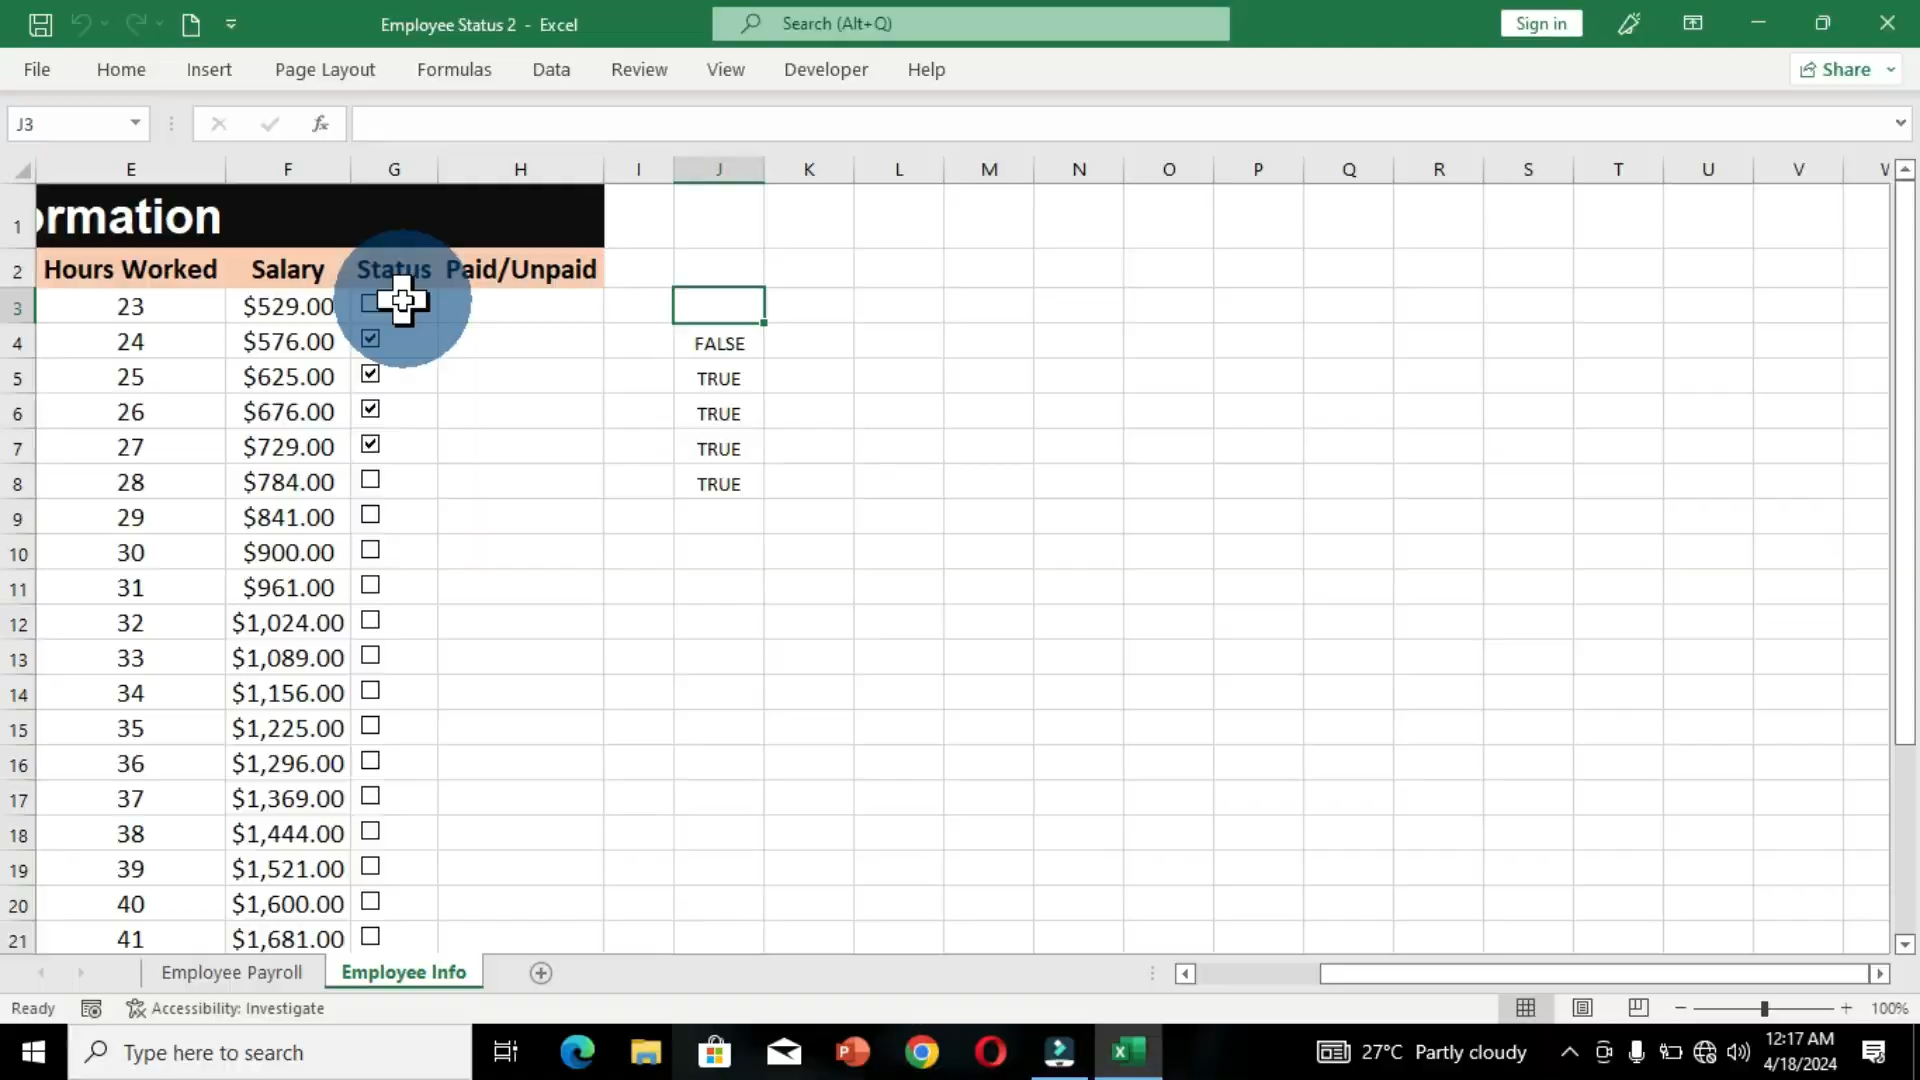 Employee Status 2 - Excel
Search (Alt+Q)
Sign in
File Home Insert Page Layout Formulas Data Review View Developer Help
Share
J3
fx
E F G H I J K L M N O P Q R S T U V
1 ormation
2 Hours Worked Salary Status Paid/Unpaid
3 23 $529.00
4 24 $576.00 FALSE
5 25 $625.00 TRUE
6 26 $676.00 TRUE
7 27 $729.00 TRUE
8 28 $784.00 TRUE
9 29 $841.00
10 30 $900.00
11 31 $961.00
12 32 $1,024.00
13 33 $1,089.00
14 34 $1,156.00
15 35 $1,225.00
16 36 $1,296.00
17 37 $1,369.00
18 38 $1,444.00
19 39 $1,521.00
20 40 $1,600.00
21 41 $1,681.00
Employee Payroll Employee Info
Ready Accessibility: Investigate 100%
Type here to search
27°C Partly cloudy
12:17 AM
4/18/2024